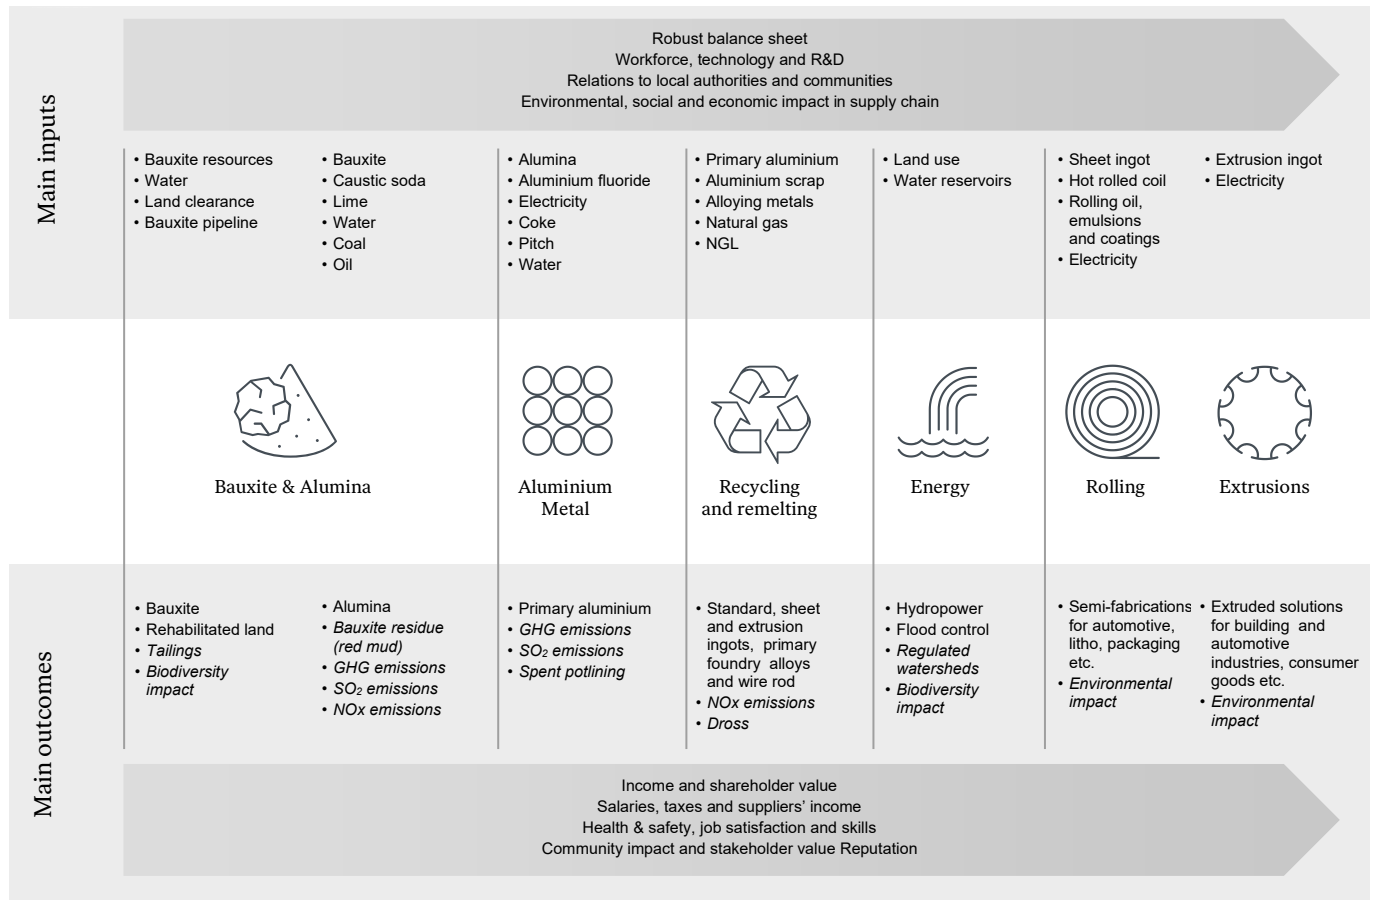 Main inputs
Robust balance sheet
Workforce, technology and R&D
Relations to local authorities and communities
Environmental, social and economic impact in supply chain
• Bauxite resources
• Water
• Land clearance
• Bauxite pipeline
• Bauxite
• Caustic soda
• Lime
• Water
• Coal
• Oil
• Alumina
• Aluminium fluoride
• Electricity
• Coke
• Pitch
• Water
• Primary aluminium
• Aluminium scrap
• Alloying metals
• Natural gas
• NGL
• Land use
• Water reservoirs
• Sheet ingot
• Hot rolled coil
• Rolling oil,
emulsions
and coatings
• Electricity
• Extrusion ingot
• Electricity
Bauxite & Alumina
Aluminium
Metal
Recycling
and remelting
Energy
Rolling
Extrusions
Main outcomes
• Bauxite
• Rehabilitated land
• Tailings
• Biodiversity
impact
• Alumina
• Bauxite residue
(red mud)
• GHG emissions
• SO₂ emissions
• NOx emissions
• Primary aluminium
• GHG emissions
• SO₂ emissions
• Spent potlining
• Standard, sheet
and extrusion
ingots, primary
foundry alloys
and wire rod
• NOx emissions
• Dross
• Hydropower
• Flood control
• Regulated
watersheds
• Biodiversity
impact
• Semi-fabrications
for automotive,
litho, packaging
etc.
• Environmental
impact
• Extruded solutions
for building and
automotive
industries, consumer
goods etc.
• Environmental
impact
Income and shareholder value
Salaries, taxes and suppliers’ income
Health & safety, job satisfaction and skills
Community impact and stakeholder value Reputation